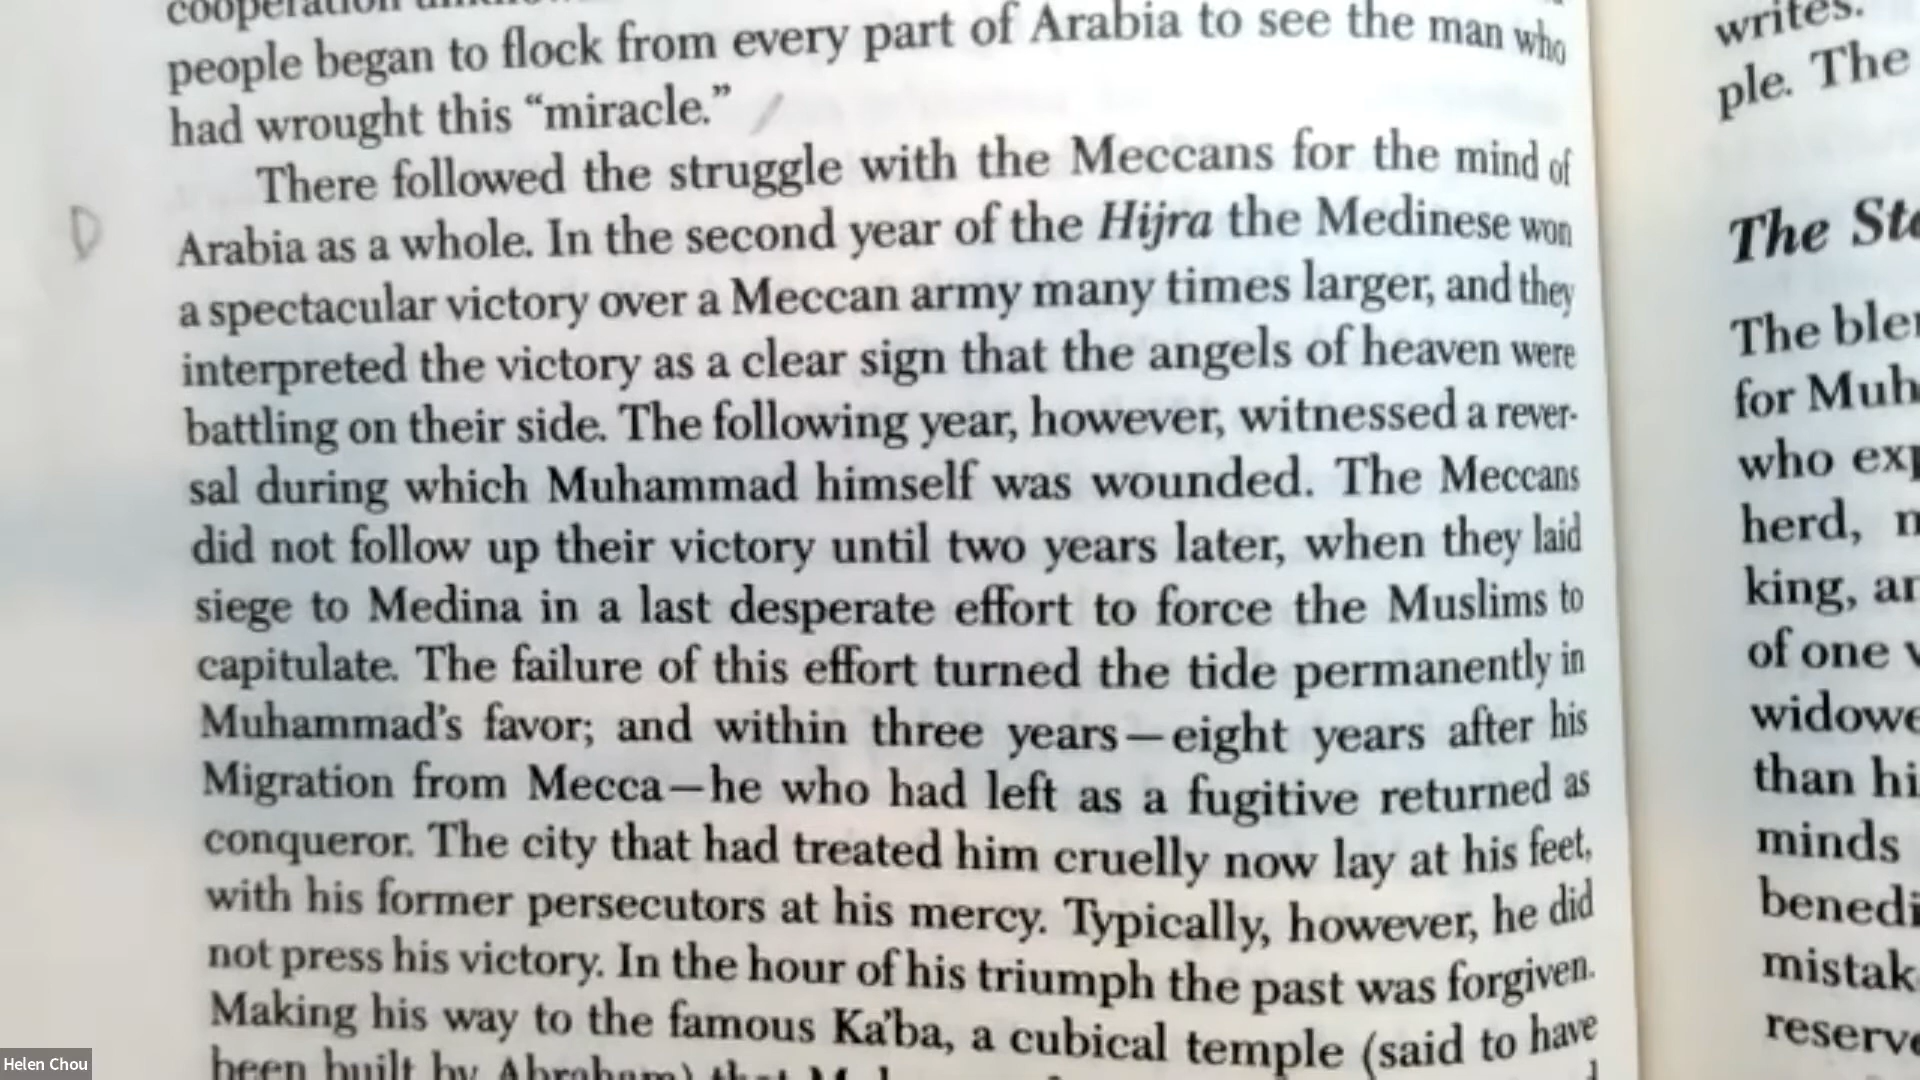 cooperation
people began to flock from every part of Arabia to see the man who
had wrought this “miracle.”
There followed the struggle with the Meccans for the mind of
Arabia as a whole. In the second year of the Hijra the Medinese won
a spectacular victory over a Meccan army many times larger, and they
interpreted the victory as a clear sign that the angels of heaven were
battling on their side. The following year, however, witnessed a rever-
sal during which Muhammad himself was wounded. The Meccans
did not follow up their victory until two years later, when they laid
siege to Medina in a last desperate effort to force the Muslims to
capitulate. The failure of this effort turned the tide permanently in
Muhammad’s favor; and within three years—eight years after his
Migration from Mecca—he who had left as a fugitive returned as
conqueror. The city that had treated him cruelly now lay at his feet,
with his former persecutors at his mercy. Typically, however, he did
not press his victory. In the hour of his triumph the past was forgiven.
Making his way to the famous Ka’ba, a cubical temple (said to have
been built by Abraham) that
D
writes.
ple. The
The
The
for
who
herd,
king,
of one
than
minds
Helen Chou